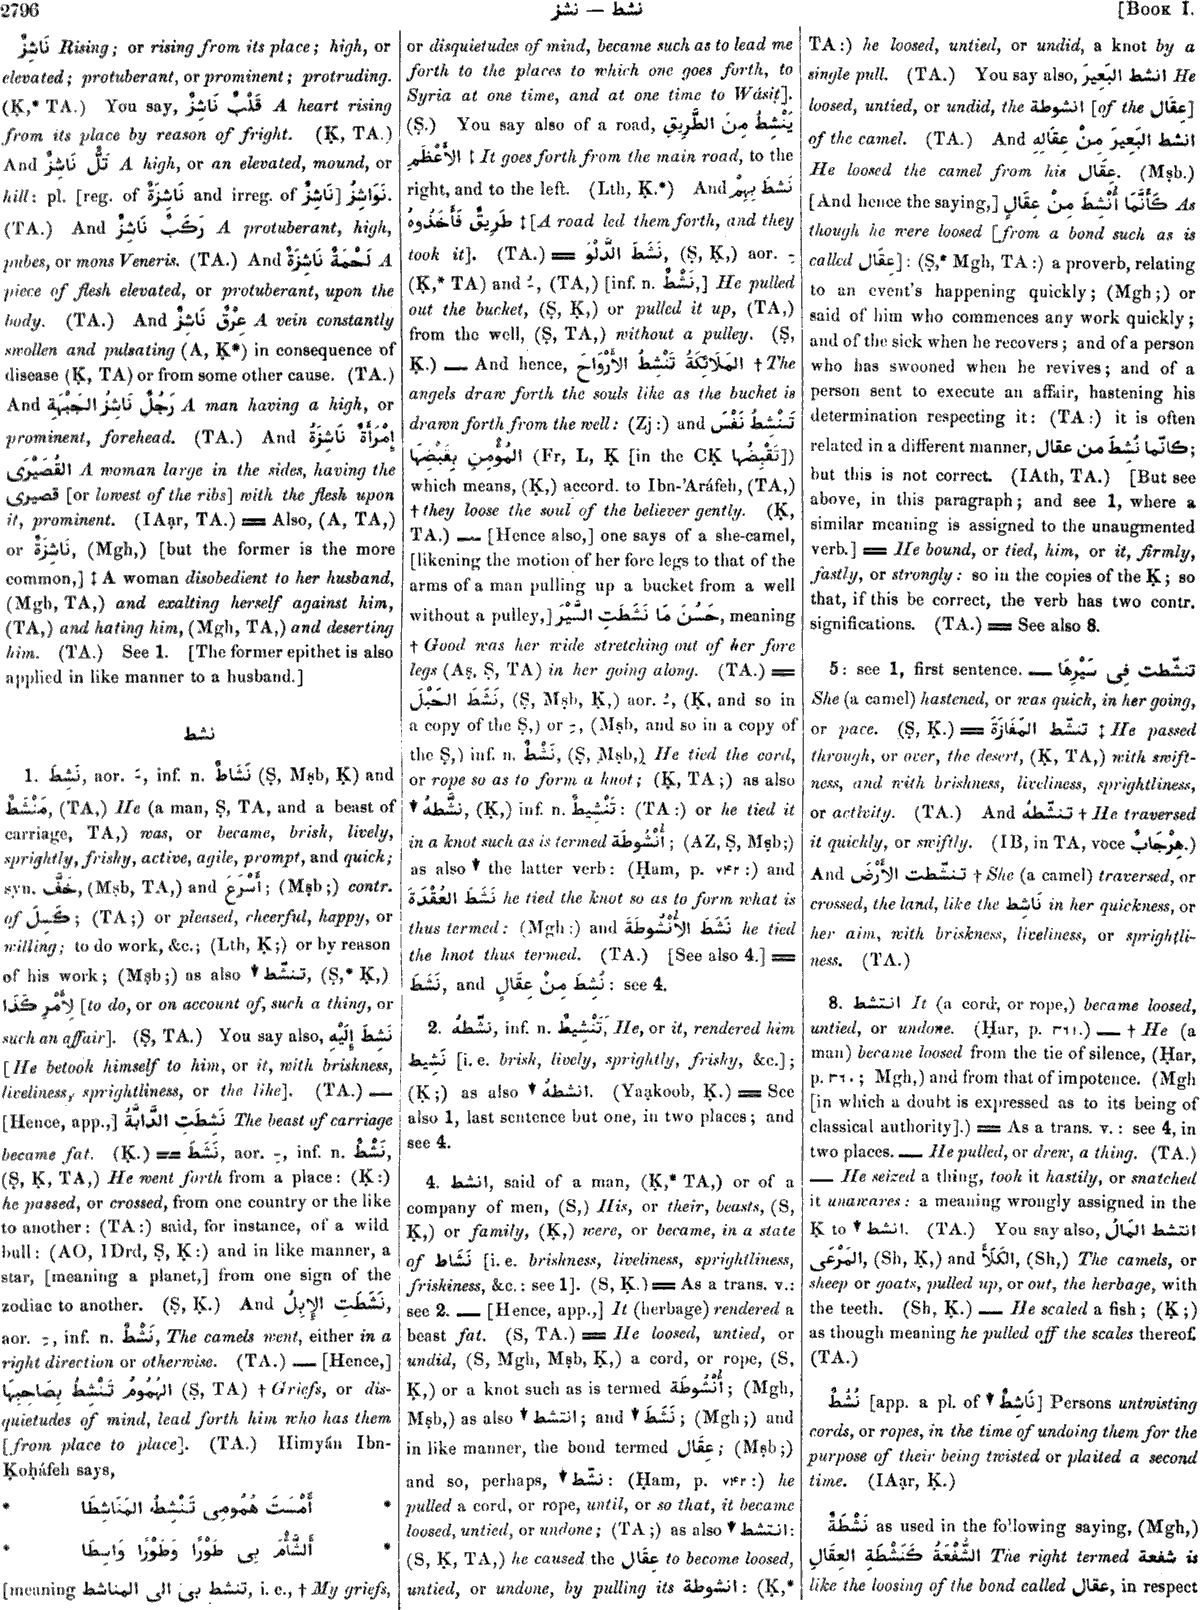 2796
نشط — نشز
[BOOK I.
نَاشِزٌ Rising; or rising from its place; high, or
elevated; protuberant, or prominent; protruding.
(Ḳ,* TA.) You say, قَلْبٌ نَاشِزٌ A heart rising
from its place by reason of fright. (Ḳ, TA.)
And تَلٌّ نَاشِزٌ A high, or an elevated, mound, or
hill: pl. [reg. of نَاشِزَةٌ and irreg. of نَاشِزٌ] نَوَاشِزُ.
(TA.) And رَكَبٌ نَاشِزٌ A protuberant, high,
pubes, or mons Veneris. (TA.) And لَحْمَةٌ نَاشِزَةٌ A
piece of flesh elevated, or protuberant, upon the
body. (TA.) And عِرْقٌ نَاشِزٌ A vein constantly
swollen and pulsating (A, Ḳ*) in consequence of
disease (Ḳ, TA) or from some other cause. (TA.)
And رَجُلٌ نَاشِزُ الجَبْهَةِ A man having a high, or
prominent, forehead. (TA.) And إِمْرَأَةٌ نَاشِزَةُ
القُصَيْرَى A woman large in the sides, having the
قصيرى [or lowest of the ribs] with the flesh upon
it, prominent. (IAạr, TA.) == Also, (A, TA,)
or نَاشِزَةٌ, (Mgh,) [but the former is the more
common,] ‡ A woman disobedient to her husband,
(Mgh, TA,) and exalting herself against him,
(TA,) and hating him, (Mgh, TA,) and deserting
him. (TA.) See 1. [The former epithet is also
applied in like manner to a husband.]
نشط
1. نَشِطَ, aor. ـَ, inf. n. نَشَاطٌ (Ṣ, Mṣb, Ḳ) and
مَنْشَطٌ, (TA,) He (a man, Ṣ, TA, and a beast of
carriage, TA,) was, or became, brisk, lively,
sprightly, frisky, active, agile, prompt, and quick;
syn. خَفَّ, (Mṣb, TA,) and أَسْرَعَ; (Mṣb;) contr.
of كَسِلَ; (TA;) or pleased, cheerful, happy, or
willing; to do work, &c.; (Lth, Ḳ;) or by reason
of his work; (Mṣb;) as also ▼ تنشّط, (Ṣ,* Ḳ,)
لِأَمْرِ كَذَا [to do, or on account of, such a thing, or
such an affair]. (Ṣ, TA.) You say also, نَشِطَ إِلَيْهِ
[He betook himself to him, or it, with briskness,
liveliness, sprightliness, or the like]. (TA.) —
[Hence, app.,] نَشِطَتِ الدَّابَّةُ The beast of carriage
became fat. (Ḳ.) == نَشَطَ, aor. ـِ, inf. n. نَشْطٌ,
(Ṣ, Ḳ, TA,) He went forth from a place: (Ḳ:)
he passed, or crossed, from one country or the like
to another: (TA:) said, for instance, of a wild
bull: (AO, IDrd, Ṣ, Ḳ:) and in like manner, a
star, [meaning a planet,] from one sign of the
zodiac to another. (Ṣ, Ḳ.) And نَشَطَتِ الإِبِلُ,
aor. ـِ, inf. n. نَشْطٌ, The camels went, either in a
right direction or otherwise. (TA.) — [Hence,]
الهُمُومُ تَنْشِطُ بِصَاحِبِهَا (Ṣ, TA) † Griefs, or dis-
quietudes of mind, lead forth him who has them
[from place to place]. (TA.) Himyán Ibn-
Ḳoḥáfeh says,
* أَمْسَتْ هُمُومِى تَنْشِطُ المَنَاشِطَا *
* أَلشَّأْمَ بِى طَوْرًا وَطَوْرًا وَاسِطَا *
[meaning تنشط بى الى المناشط, i. e., † My griefs,
or disquietudes of mind, became such as to lead me
forth to the places to which one goes forth, to
Syria at one time, and at one time to Wásiṭ].
(Ṣ.) You say also of a road, يَنْشِطُ مِنَ الطَّرِيقِ
الأَعْظَمِ ‡ It goes forth from the main road, to the
right, and to the left. (Lth, Ḳ.*) And نَشَطَ بِهِمْ
طَرِيقٌ فَأَخَذُوهُ ‡ [A road led them forth, and they
took it]. (TA.) == نَشَطَ الدَّلْوَ, (Ṣ, Ḳ,) aor. ـِ
(Ḳ,* TA) and ـُ, (TA,) [inf. n. نَشْطٌ,] He pulled
out the bucket, (Ṣ, Ḳ,) or pulled it up, (TA,)
from the well, (Ṣ, TA,) without a pulley. (Ṣ,
Ḳ.) — And hence, المَلَائِكَةُ تَنْشِطُ الأَرْوَاحَ † The
angels draw forth the souls like as the bucket is
drawn forth from the well: (Zj:) and تَنْشِطُ نَفْسَ
المُؤْمِنِ بِقَبْضِهَا (Fr, L, Ḳ [in the CḲ تَقْبِضُها])
which means, (Ḳ,) accord. to Ibn-'Aráfeh, (TA,)
† they loose the soul of the believer gently. (Ḳ,
TA.) — [Hence also,] one says of a she-camel,
[likening the motion of her fore legs to that of the
arms of a man pulling up a bucket from a well
without a pulley,] حَسُنَ مَا نَشَطَتِ السَّيْرَ, meaning
† Good was her wide stretching out of her fore
legs (Aṣ, Ṣ, TA) in her going along. (TA.) ==
نَشَطَ الحَبْلَ, (Ṣ, Mṣb, Ḳ,) aor. ـُ, (Ḳ, and so in
a copy of the Ṣ,) or ـِ, (Mṣb, and so in a copy of
the Ṣ,) inf. n. نَشْطٌ, (Ṣ, Mṣb,) He tied the cord,
or rope so as to form a knot; (Ḳ, TA;) as also
▼ نَشَّطهُ, (Ḳ,) inf. n. تَنْشِيطٌ: (TA:) or he tied it
in a knot such as is termed أُنْشُوطَة; (AZ, Ṣ, Mṣb;)
as also ▼ the latter verb: (Ḥam, p. ٧٤٢:) and
نَشَطَ العُقْدَةَ he tied the knot so as to form what is
thus termed: (Mgh:) and نَشَطَ الأُنْشُوطَةَ he tied
the knot thus termed. (TA.) [See also 4.] ==
نَشَطَ, and نُشِطَ مِنْ عِقَالٍ: see 4.
2. نشّطهُ, inf. n. تَنْشِيطٌ, He, or it, rendered him
نَشِيط [i. e. brisk, lively, sprightly, frisky, &c.];
(Ḳ;) as also ▼ انشطهُ. (Yaạkoob, Ḳ.) == See
also 1, last sentence but one, in two places; and
see 4.
4. انشط, said of a man, (Ḳ,* TA,) or of a
company of men, (Ṣ,) His, or their, beasts, (Ṣ,
Ḳ,) or family, (Ḳ,) were, or became, in a state
of نَشَاط [i. e. briskness, liveliness, sprightliness,
friskiness, &c.: see 1]. (Ṣ, Ḳ.) == As a trans. v.:
see 2. — [Hence, app.,] It (herbage) rendered a
beast fat. (Ṣ, TA.) == He loosed, untied, or
undid, (Ṣ, Mgh, Mṣb, Ḳ,) a cord, or rope, (Ṣ,
Ḳ,) or a knot such as is termed أُنْشُوطَة; (Mgh,
Mṣb,) as also ▼ انتشط; and ▼ نَشَطَ; (Mgh;) and
in like manner, the bond termed عِقَال; (Mṣb;)
and so, perhaps, ▼ نشّط: (Ḥam, p. ٧٤٢:) he
pulled a cord, or rope, until, or so that, it became
loosed, untied, or undone; (TA;) as also ▼ انتشط:
(Ṣ, Ḳ, TA,) he caused the عِقَال to become loosed,
untied, or undone, by pulling its انشوطة: (Ḳ,*
TA:) he loosed, untied, or undid, a knot by a
single pull. (TA.) You say also, انشط البَعِيرَ He
loosed, untied, or undid, the انشوطة [of the عِقَال]
of the camel. (TA.) And انشط البَعِيرَ مِنْ عِقَالِهِ
He loosed the camel from his عِقَال. (Mṣb.)
[And hence the saying,] كَأَنَّمَا أُنْشِطَ مِنْ عِقَالٍ As
though he were loosed [from a bond such as is
called عِقَال]: (Ṣ,* Mgh, TA:) a proverb, relating
to an event's happening quickly; (Mgh;) or
said of him who commences any work quickly;
and of the sick when he recovers; and of a person
who has swooned when he revives; and of a
person sent to execute an affair, hastening his
determination respecting it: (TA:) it is often
related in a different manner, كانّما نُشِطَ من عقال;
but this is not correct. (IAth, TA.) [But see
above, in this paragraph; and see 1, where a
similar meaning is assigned to the unaugmented
verb.] == He bound, or tied, him, or it, firmly,
fastly, or strongly: so in the copies of the Ḳ; so
that, if this be correct, the verb has two contr.
significations. (TA.) == See also 8.
5: see 1, first sentence. — تنشّطت فِى سَيْرِهَا
She (a camel) hastened, or was quick, in her going,
or pace. (Ṣ, Ḳ.) == تنشّط المَفَازَةَ ‡ He passed
through, or over, the desert, (Ḳ, TA,) with swift-
ness, and with briskness, liveliness, sprightliness,
or activity. (TA.) And تنشّطهُ † He traversed
it quickly, or swiftly. (IB, in TA, voce هِرْجَابٌ.)
And تنشّطت الأَرْضَ † She (a camel) traversed, or
crossed, the land, like the نَاشِط in her quickness, or
her aim, with briskness, liveliness, or sprightli-
ness. (TA.)
8. انتشط It (a cord, or rope,) became loosed,
untied, or undone. (Ḥar, p. ٣٦١.) — † He (a
man) became loosed from the tie of silence, (Ḥar,
p. ٣٦٠; Mgh,) and from that of impotence. (Mgh
[in which a doubt is expressed as to its being of
classical authority].) == As a trans. v.: see 4, in
two places. — He pulled, or drew, a thing. (TA.)
— He seized a thing, took it hastily, or snatched
it unawares: a meaning wrongly assigned in the
Ḳ to ▼ انشط. (TA.) You say also, انتشط المَالُ
المَرْعَى, (Sh, Ḳ,) and الكَلَأَ, (Sh,) The camels, or
sheep or goats, pulled up, or out, the herbage, with
the teeth. (Sh, Ḳ.) — He scaled a fish; (Ḳ;)
as though meaning he pulled off the scales thereof.
(TA.)
نُشُطٌ [app. a pl. of ▼ نَاشِطٌ] Persons untwisting
cords, or ropes, in the time of undoing them for the
purpose of their being twisted or plaited a second
time. (IAạr, Ḳ.)
نَشْطَةٌ as used in the following saying, (Mgh,)
الشُّفْعَةُ كَنَشْطَةِ العِقَالِ The right termed شفعة is
like the loosing of the bond called عقال, in respect